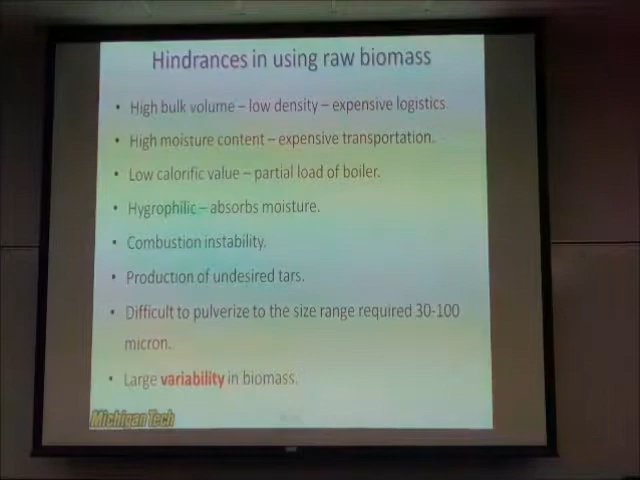 Hindrances in using raw biomass
• High bulk volume – low density – expensive logistics.
• High moisture content – expensive transportation.
• Low calorific value – partial load of boiler.
• Hygrophilic – absorbs moisture.
• Combustion instability.
• Production of undesired tars.
• Difficult to pulverize to the size range required 30-100
micron.
• Large variability in biomass.
Michigan Tech